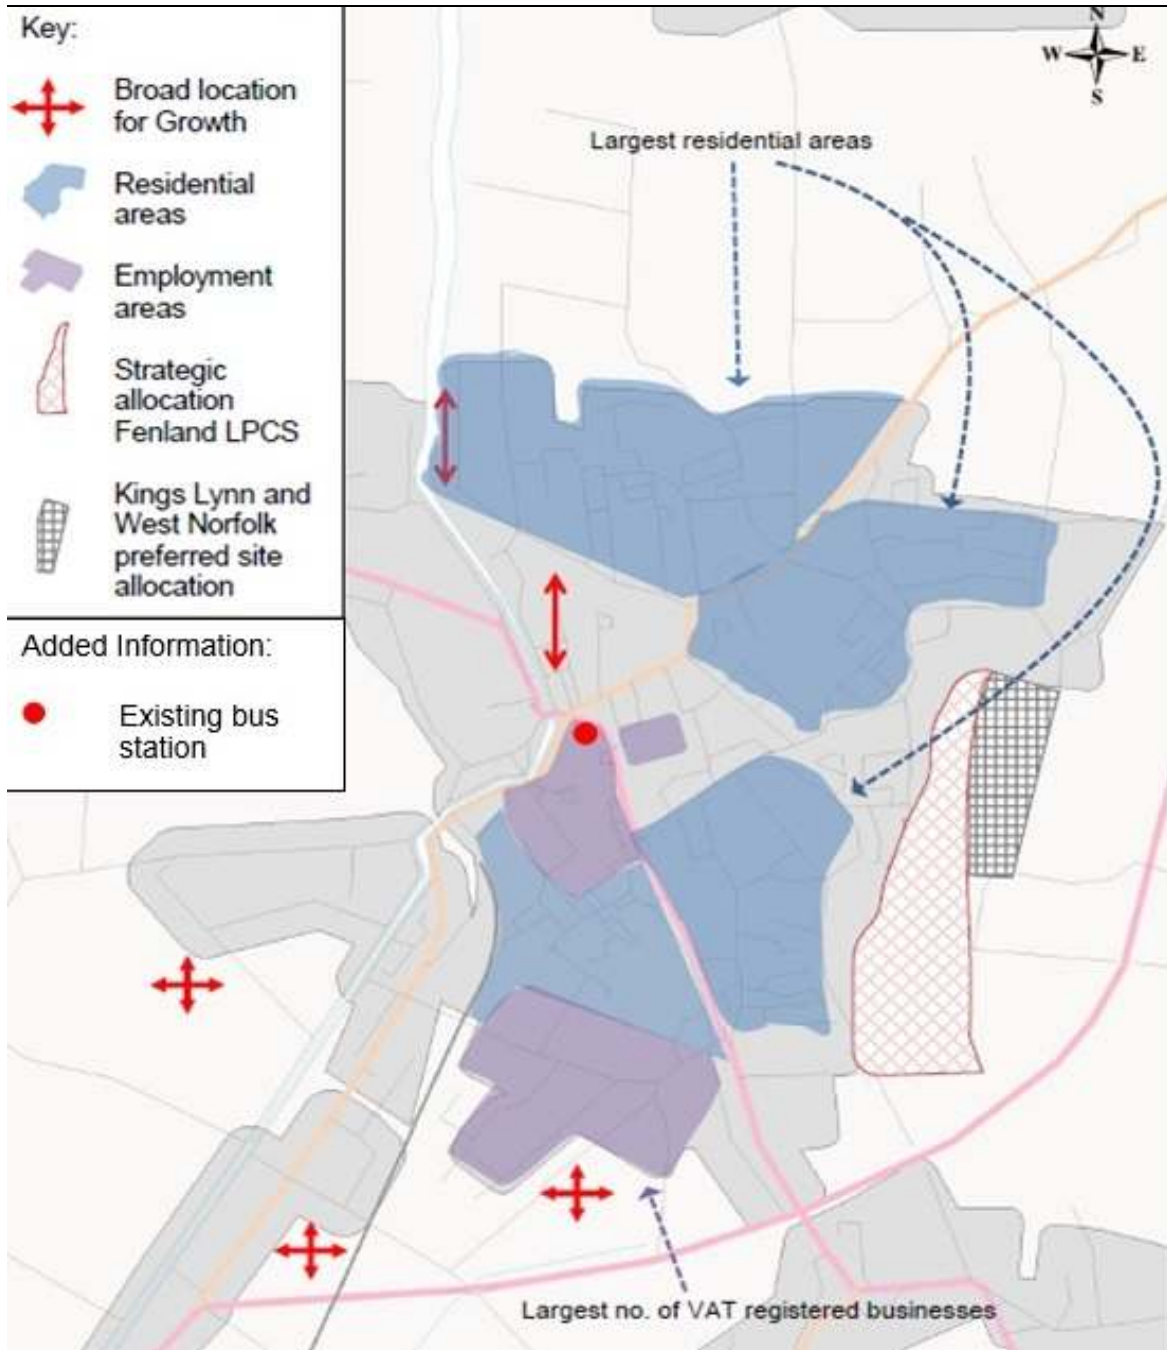 Key:
Broad location
for Growth
Residential
areas
Employment
areas
Strategic
allocation
Fenland LPCS
Kings Lynn and
West Norfolk
preferred site
allocation
Added Information:
Existing bus
station
N
W E
S
Largest residential areas
Largest no. of VAT registered businesses